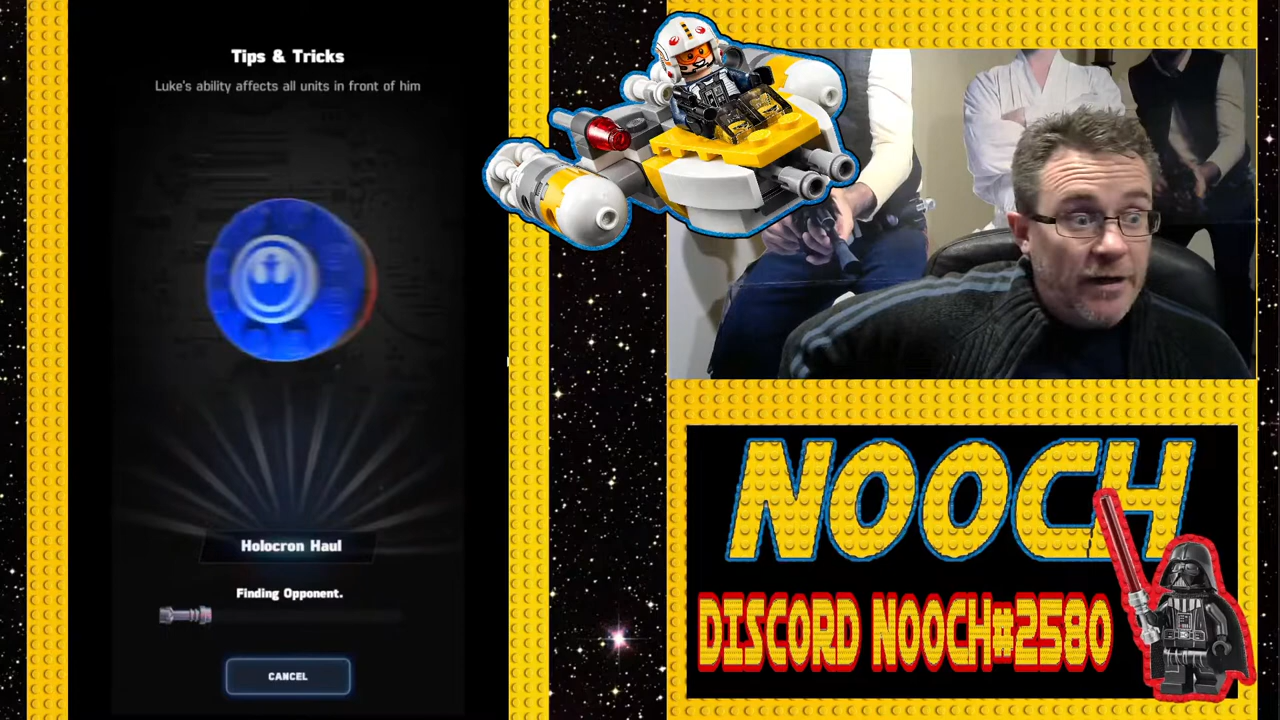 Tips & Tricks
Luke's ability affects all units in front of him
Holocron Haul
Finding Opponent.
CANCEL
NOOCH
DISCORD NOOCH#2580